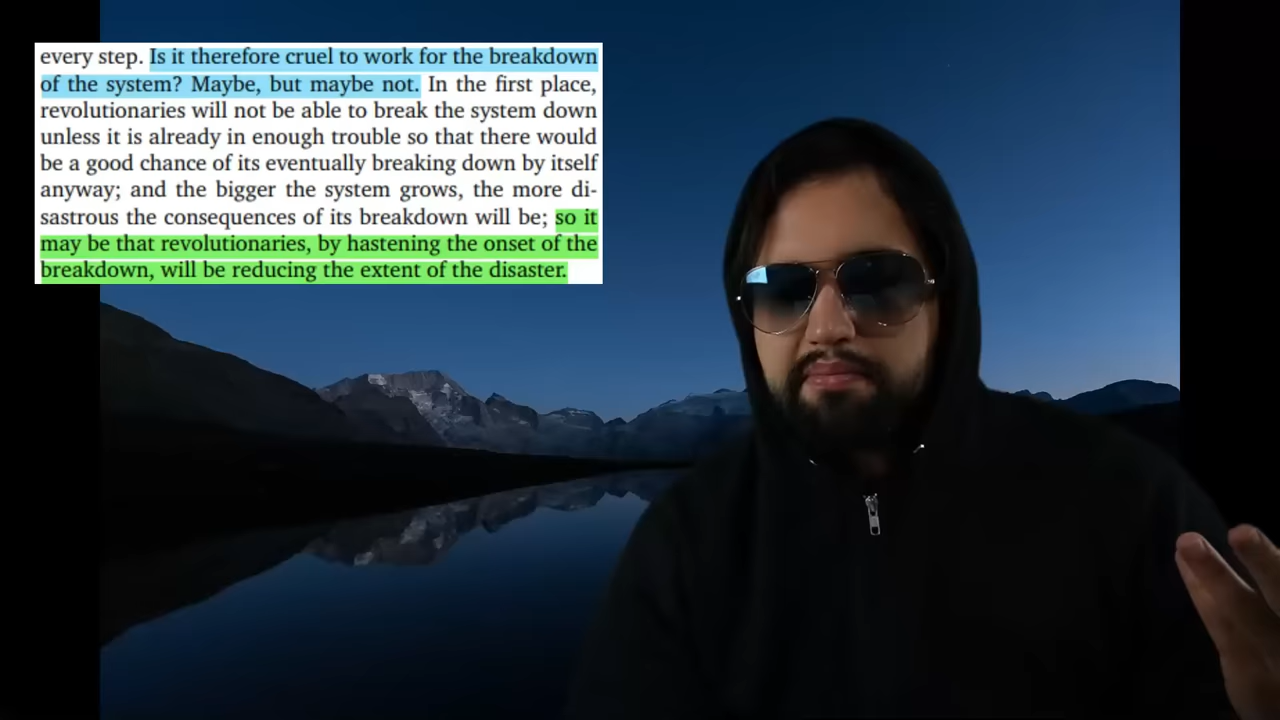 every step. Is it therefore cruel to work for the breakdown
of the system? Maybe, but maybe not. In the first place,
revolutionaries will not be able to break the system down
unless it is already in enough trouble so that there would
be a good chance of its eventually breaking down by itself
anyway; and the bigger the system grows, the more di-
sastrous the consequences of its breakdown will be; so it
may be that revolutionaries, by hastening the onset of the
breakdown, will be reducing the extent of the disaster.